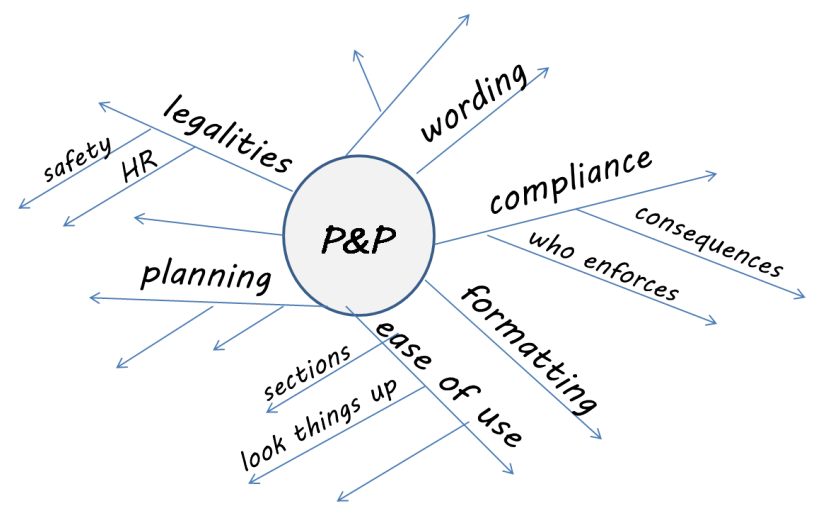 wording
legalities
safety
HR
compliance
consequences
who enforces
P&P
planning
formatting
ease of use
sections
look things up